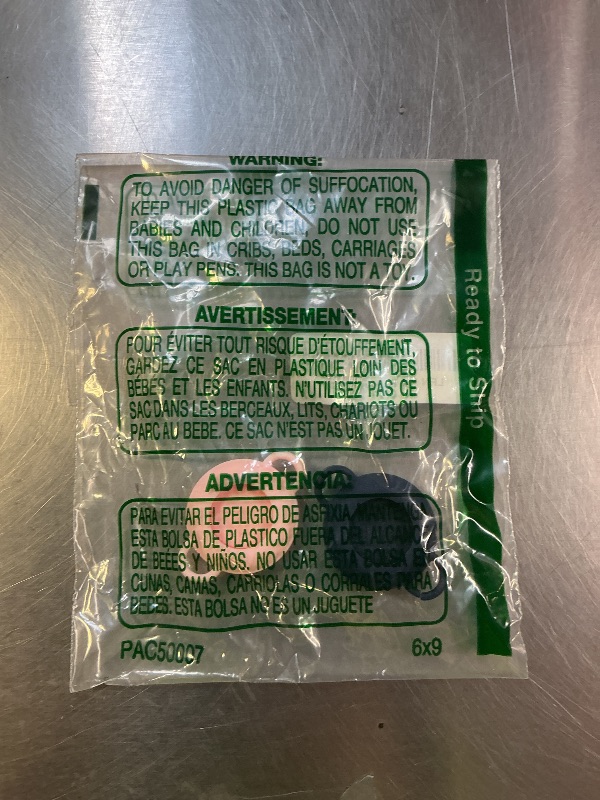 WARNING:
TO AVOID DANGER OF SUFFOCATION,
KEEP THIS PLASTIC BAG AWAY FROM
BABIES AND CHILDREN. DO NOT USE
THIS BAG IN CRIBS, BEDS, CARRIAGES
OR PLAY PENS. THIS BAG IS NOT A TOY.
AVERTISSEMENT:
POUR ÉVITER TOUT RISQUE D'ÉTOUFFEMENT,
GARDEZ CE SAC EN PLASTIQUE LOIN DES
BÉBES ET LES ENFANTS. N'UTILISEZ PAS CE
SAC DANS LES BERCEAUX, LITS, CHARIOTS OU
PARC AU BEBE. CE SAC N'EST PAS UN JOUET.
ADVERTENCIA:
PARA EVITAR EL PELIGRO DE ASFIXIA, MANTENGA
ESTA BOLSA DE PLASTICO FUERA DEL ALCANCE
DE BEBES Y NIÑOS. NO USAR ESTA BOLSA EN
CUNAS, CAMAS, CARRIOLAS O CORRALES PARA
BEBES. ESTA BOLSA NO ES UN JUGUETE
PAC50007
6x9
Ready to Ship